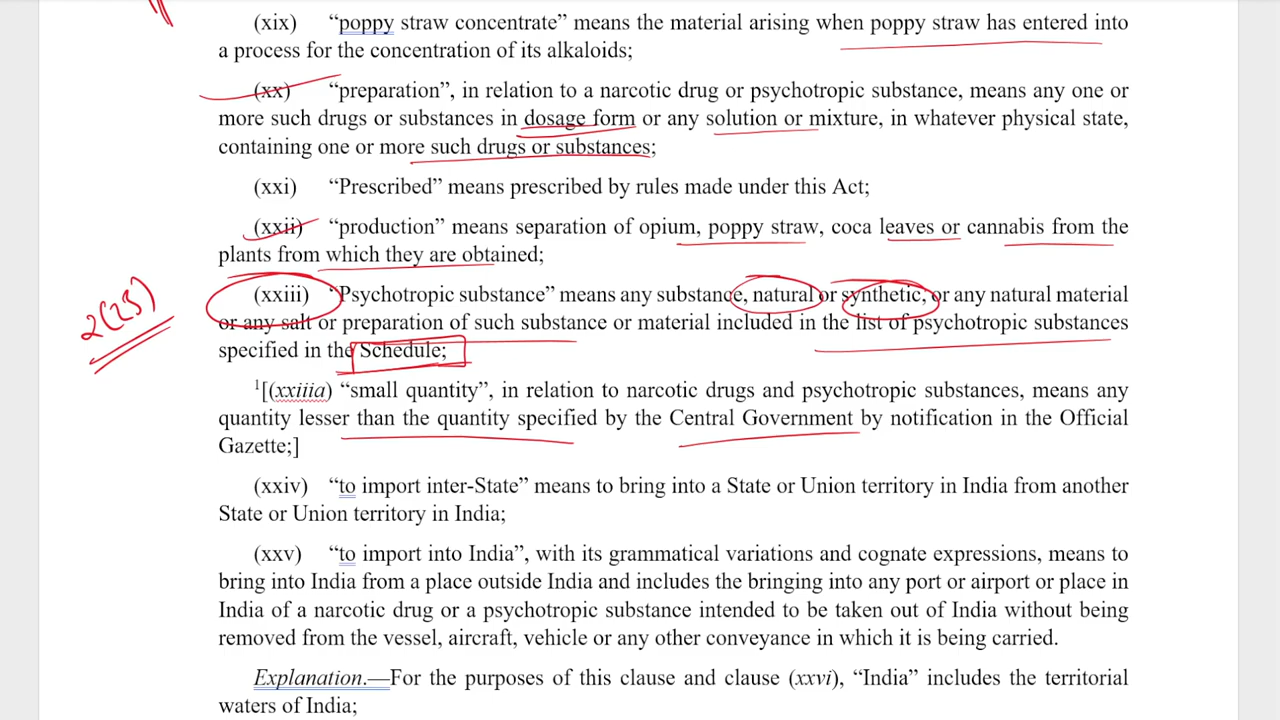 (xix) “poppy straw concentrate” means the material arising when poppy straw has entered into
a process for the concentration of its alkaloids;
(xx) “preparation”, in relation to a narcotic drug or psychotropic substance, means any one or
more such drugs or substances in dosage form or any solution or mixture, in whatever physical state,
containing one or more such drugs or substances;
(xxi) “Prescribed” means prescribed by rules made under this Act;
(xxii) “production” means separation of opium, poppy straw, coca leaves or cannabis from the
plants from which they are obtained;
(xxiii) “Psychotropic substance” means any substance, natural or synthetic, or any natural material
2(23)
or any salt or preparation of such substance or material included in the list of psychotropic substances
specified in the Schedule;
1[(xxiiia) “small quantity”, in relation to narcotic drugs and psychotropic substances, means any
quantity lesser than the quantity specified by the Central Government by notification in the Official
Gazette;]
(xxiv) “to import inter-State” means to bring into a State or Union territory in India from another
State or Union territory in India;
(xxv) “to import into India”, with its grammatical variations and cognate expressions, means to
bring into India from a place outside India and includes the bringing into any port or airport or place in
India of a narcotic drug or a psychotropic substance intended to be taken out of India without being
removed from the vessel, aircraft, vehicle or any other conveyance in which it is being carried.
Explanation.—For the purposes of this clause and clause (xxvi), “India” includes the territorial
waters of India;